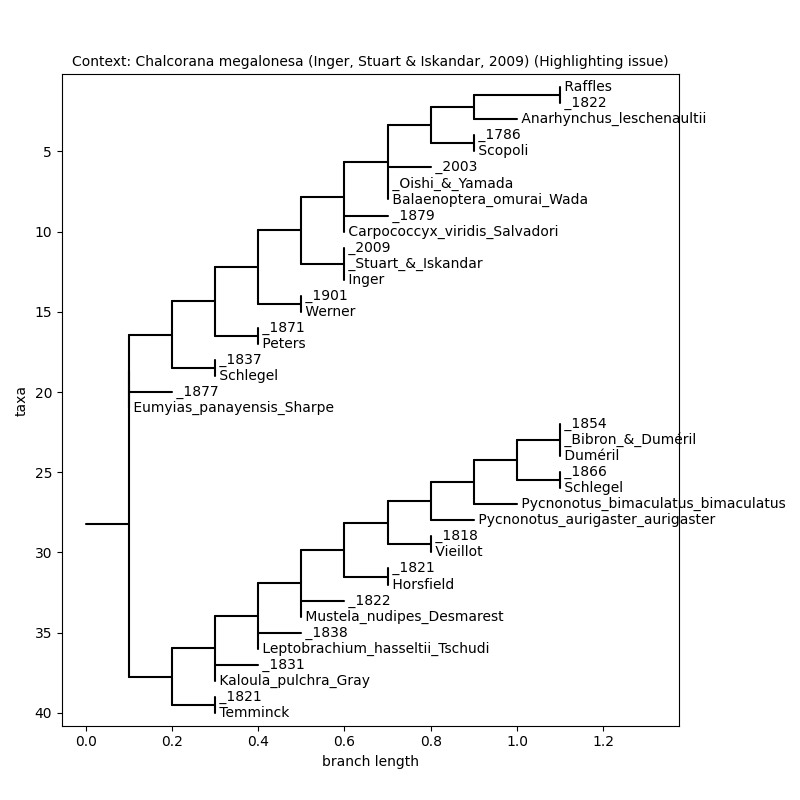 Context: Chalcorana megalonesa (Inger, Stuart & Iskandar, 2009) (Highlighting issue)
Raffles
_1822
Anarhynchus_leschenaultii
_1786
Scopoli
_2003
_Oishi_&_Yamada
Balaenoptera_omurai_Wada
_1879
Carpococcyx_viridis_Salvadori
_2009
_Stuart_&_Iskandar
Inger
_1901
Werner
_1871
Peters
_1837
Schlegel
_1877
Eumyias_panayensis_Sharpe
_1854
_Bibron_&_Duméril
Duméril
_1866
Schlegel
Pycnonotus_bimaculatus_bimaculatus
Pycnonotus_aurigaster_aurigaster
_1818
Vieillot
_1821
Horsfield
_1822
Mustela_nudipes_Desmarest
_1838
Leptobrachium_hasseltii_Tschudi
_1831
Kaloula_pulchra_Gray
_1821
Temminck
5
10
15
20
25
30
35
40
taxa
0.0 0.2 0.4 0.6 0.8 1.0 1.2
branch length